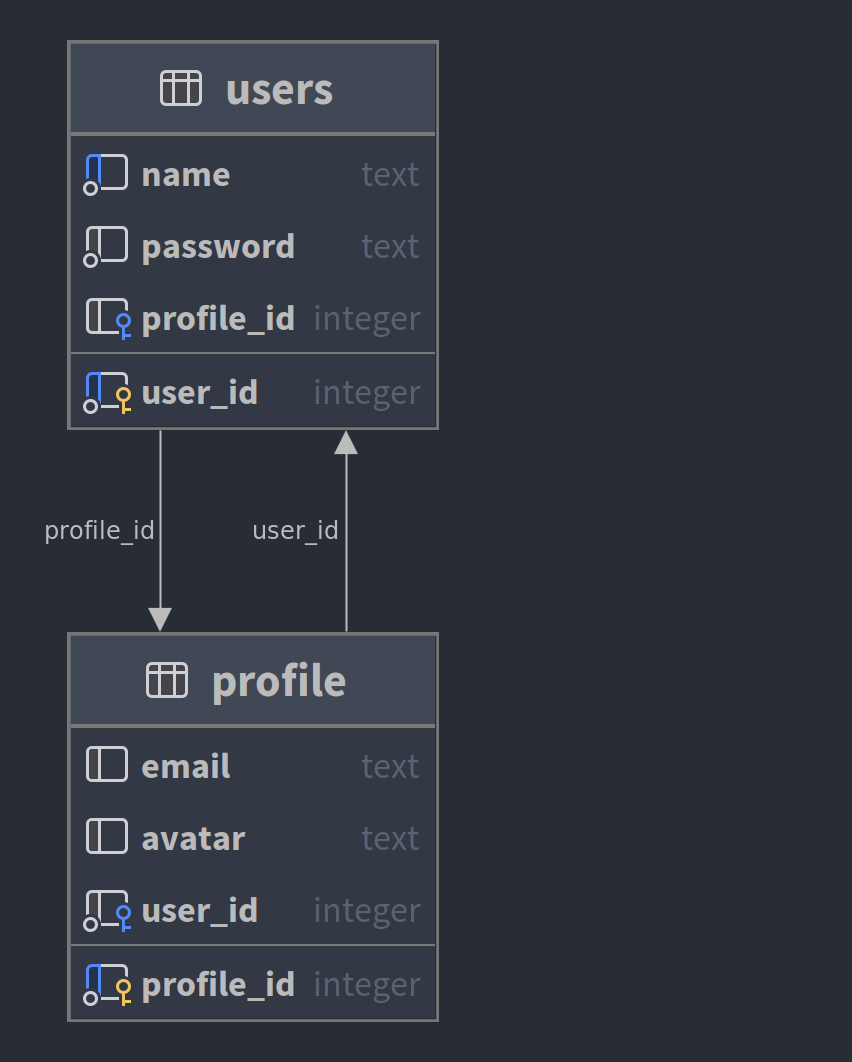 users
name text
password text
profile_id integer
user_id integer
profile_id user_id
profile
email text
avatar text
user_id integer
profile_id integer